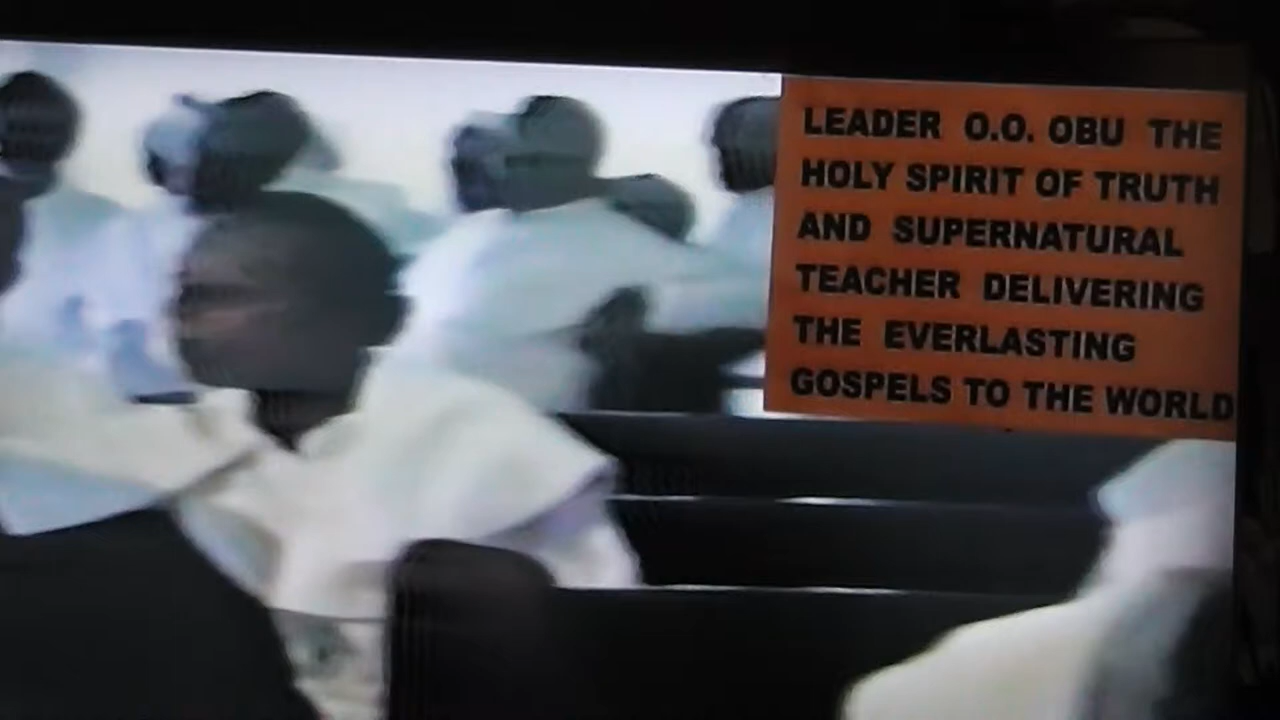 LEADER O.O. OBU THE
HOLY SPIRIT OF TRUTH
AND SUPERNATURAL
TEACHER DELIVERING
THE EVERLASTING
GOSPELS TO THE WORLD